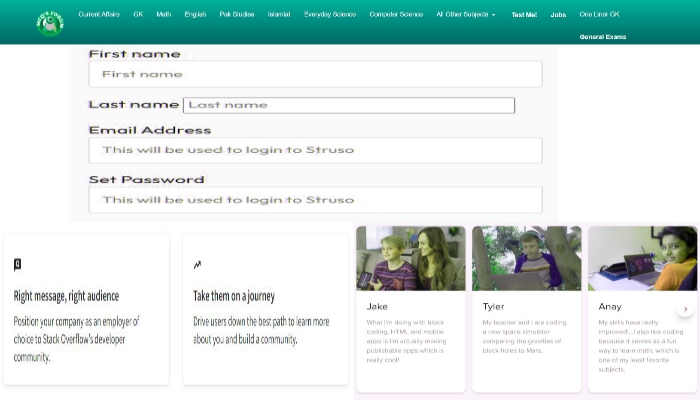 MCQ'S FORUM
Current Affairs GK Math English Pak Studies Islamiat Everyday Science Computer Science All Other Subjects Test Me! Jobs One Liner GK
General Exams
First name
First name
Last name Last name
Email Address
This will be used to login to Struso
Set Password
This will be used to login to Struso
Right message, right audience
Position your company as an employer of
choice to Stack Overflow's developer
community.
Take them on a journey
Drive users down the best path to learn more
about you and build a community.
Jake
What I'm doing with block
coding, HTML and mobile
apps is I'm actually making
publishable apps which is
really cool!
Tyler
My teacher and I are coding
a new space simulator
comparing the gravities of
black holes to Mars.
Anay
My skills have really
improved...I also like coding
because it serves as a fun
way to learn math, which is
one of my least favorite
subjects.